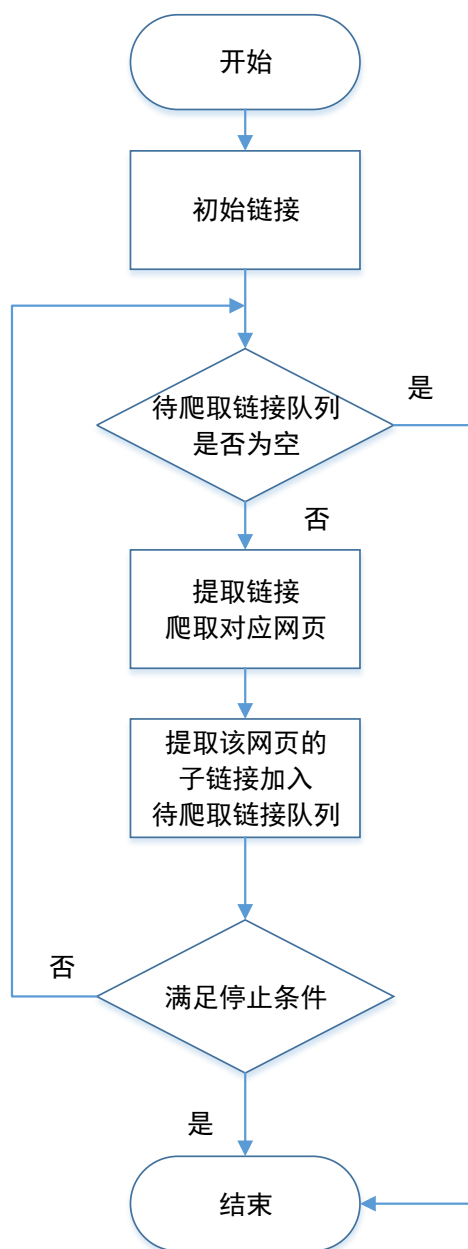 开始
初始链接
待爬取链接队列
是否为空
是
否
提取链接
爬取对应网页
提取该网页的
子链接加入
待爬取链接队列
否
满足停止条件
是
结束